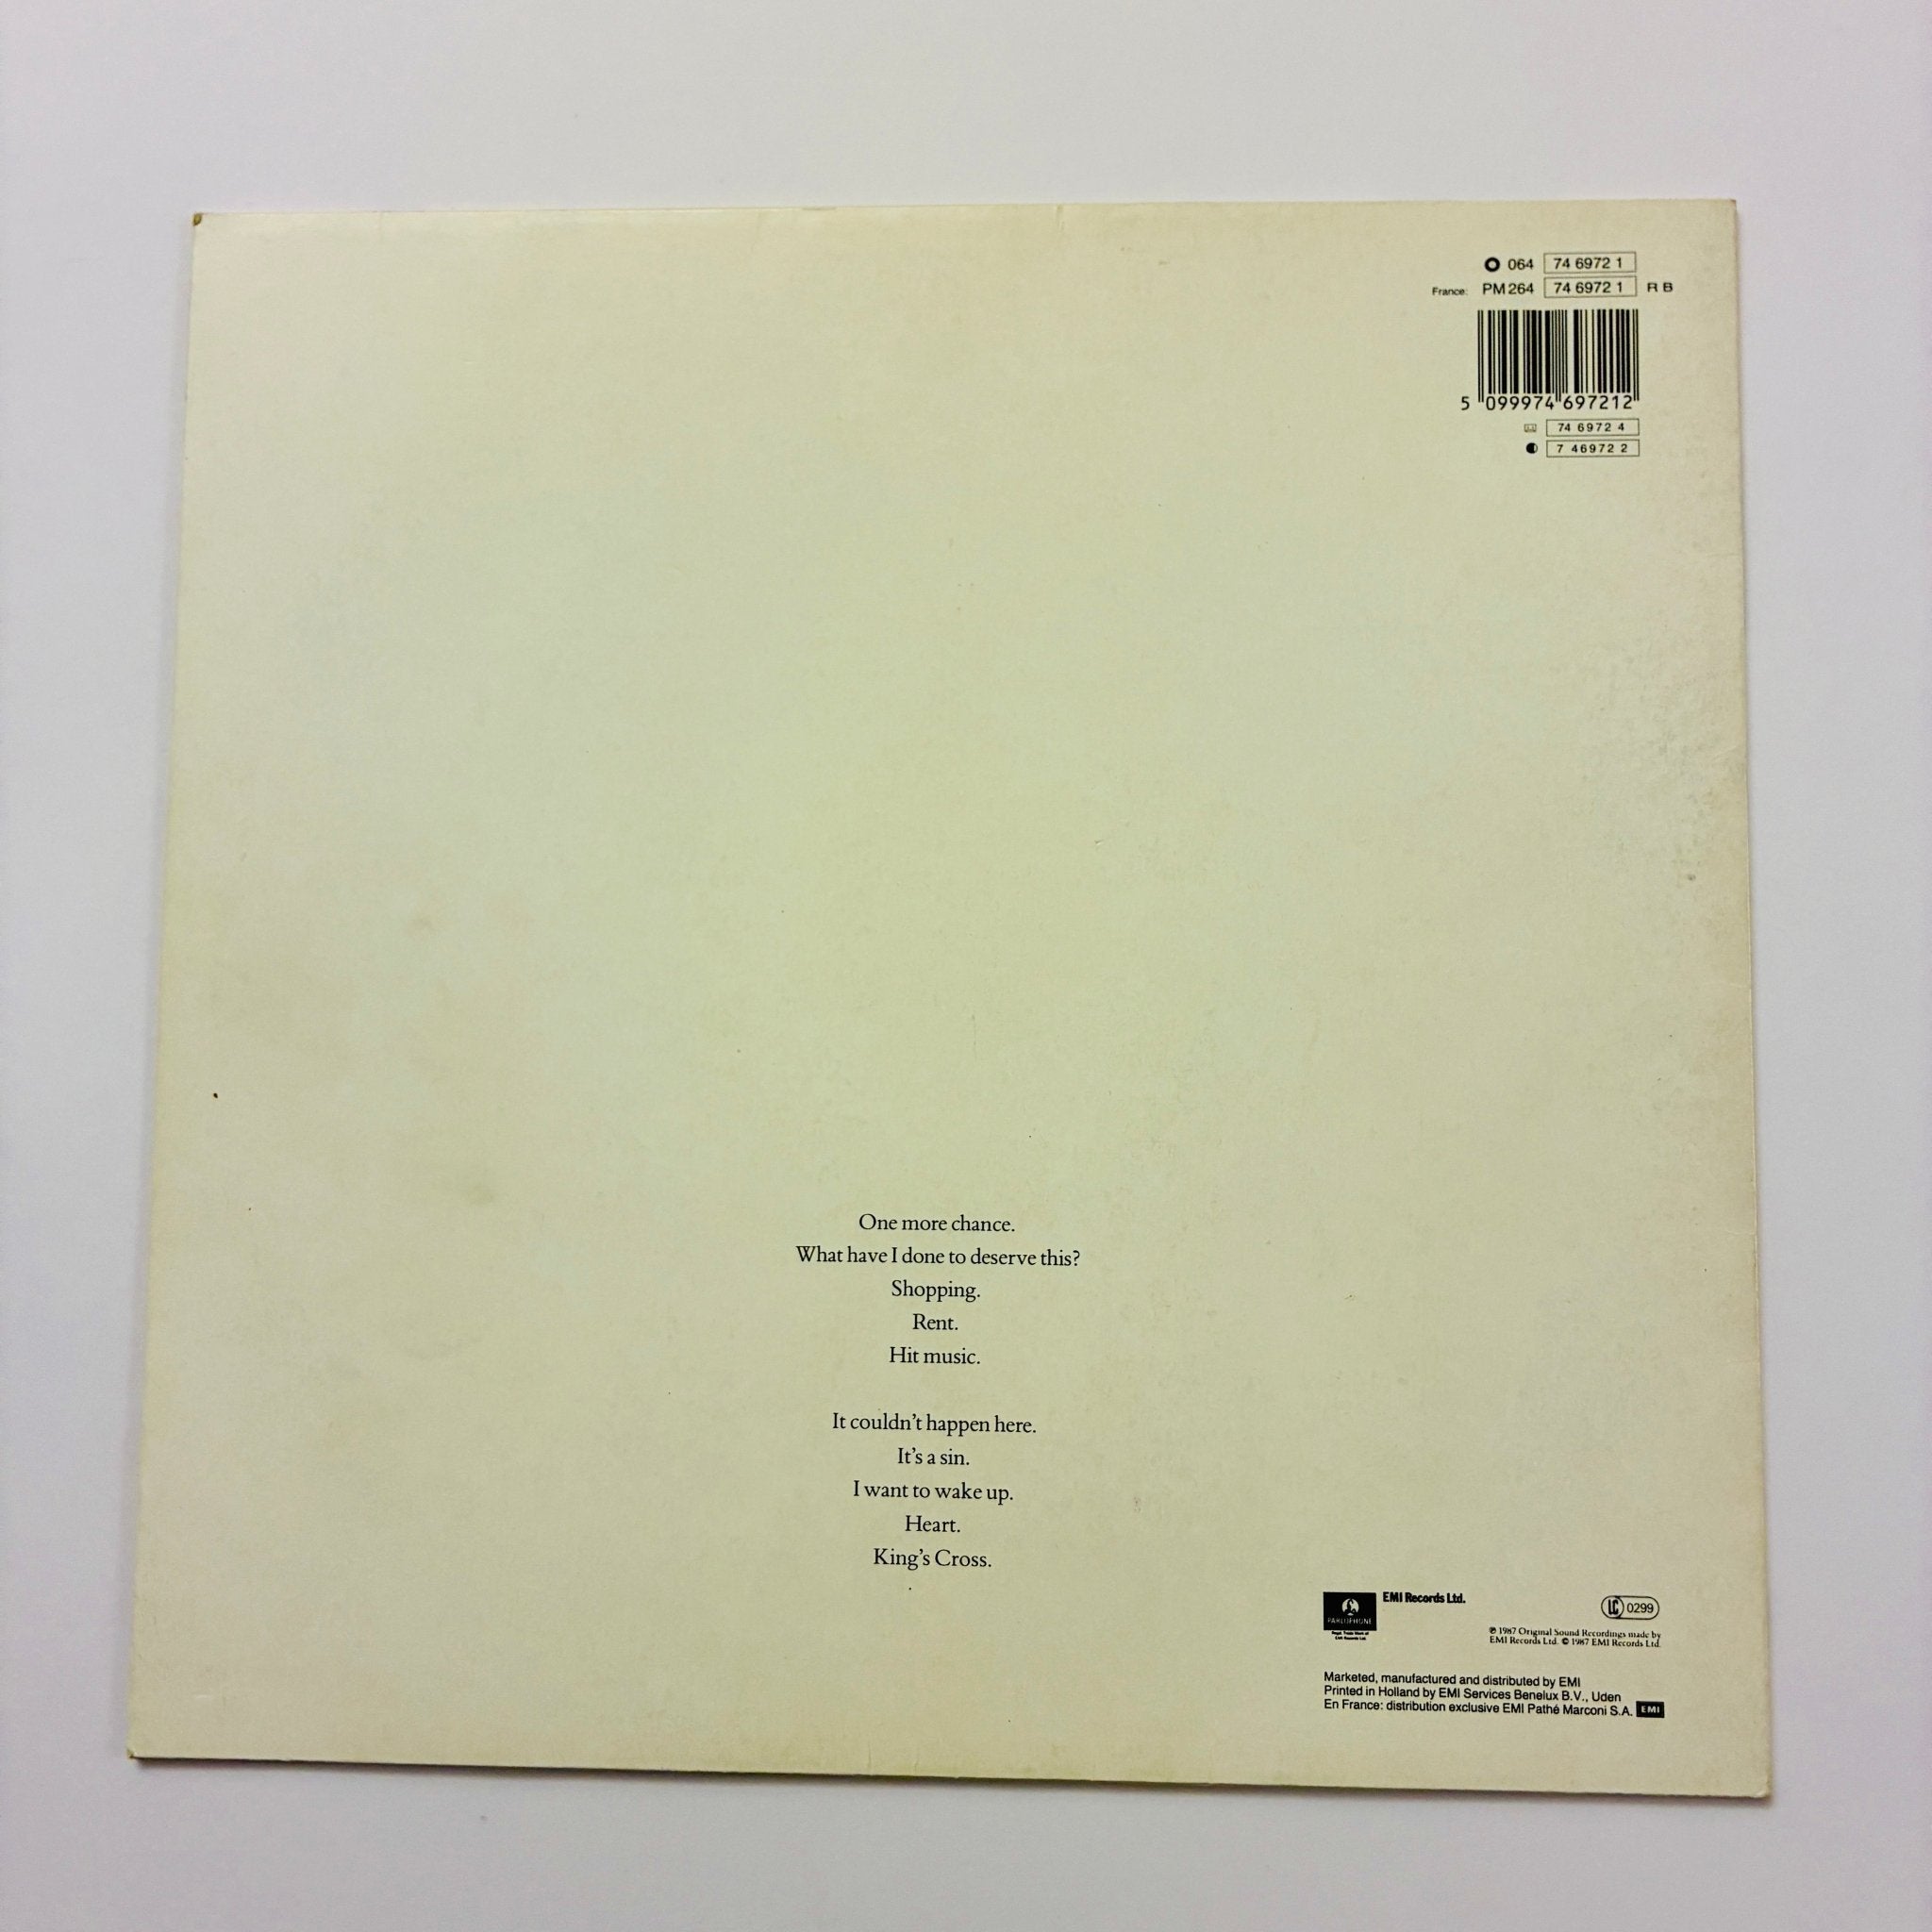 064 74 6972 1
France: PM 264 74 6972 1 R B
5 099974 697212
74 6972 4
7 46972 2
One more chance.
What have I done to deserve this?
Shopping.
Rent.
Hit music.
It couldn't happen here.
It's a sin.
I want to wake up.
Heart.
King's Cross.
PARLOPHONE
EMI Records Ltd.
LC 0299
℗ 1987 Original Sound Recordings made by
EMI Records Ltd. © 1987 EMI Records Ltd.
Marketed, manufactured and distributed by EMI
Printed in Holland by EMI Services Benelux B.V., Uden
En France: distribution exclusive EMI Pathé Marconi S.A. EMI